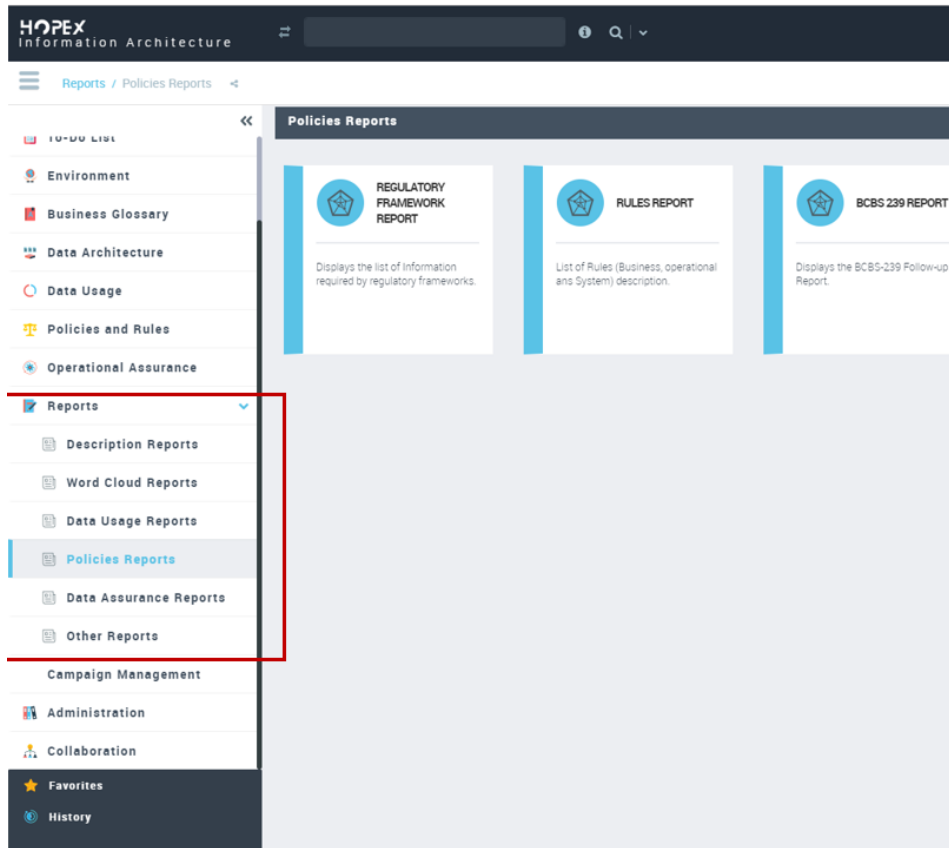 HOPEX
Information Architecture
Reports / Policies Reports
Policies Reports
To-Do List
Environment
Business Glossary
Data Architecture
Data Usage
Policies and Rules
Operational Assurance
Reports
Description Reports
Word Cloud Reports
Data Usage Reports
Policies Reports
Data Assurance Reports
Other Reports
Campaign Management
Administration
Collaboration
Favorites
History
REGULATORY
FRAMEWORK
REPORT
Displays the list of Information
required by regulatory frameworks.
RULES REPORT
List of Rules (Business, operational
ans System) description.
BCBS 239 REPORT
Displays the BCBS-239 Follow-up
Report.